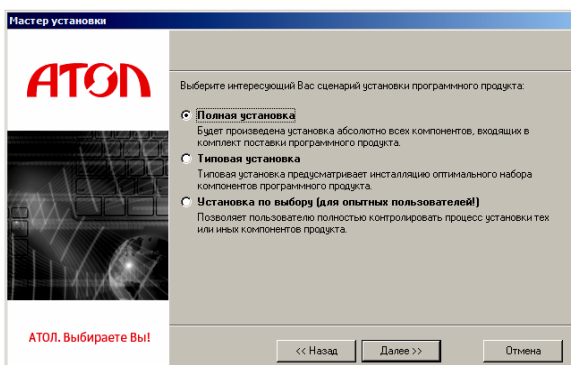 Мастер установки
АТОЛ
Выберите интересующий Вас сценарий установки программного продукта:
Полная установка
Будет произведена установка абсолютно всех компонентов, входящих в
комплект поставки программного продукта.
Типовая установка
Типовая установка предусматривает инсталляцию оптимального набора
компонентов программного продукта.
Установка по выбору (для опытных пользователей!)
Позволяет пользователю полностью контролировать процесс установки тех
или иных компонентов продукта.
АТОЛ. Выбираете Вы!
<< Назад
Далее >>
Отмена